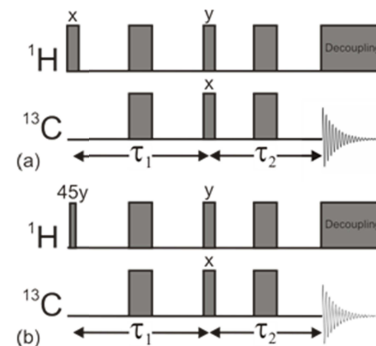 x y
¹H Decoupling
x
¹³C
(a) τ₁ τ₂
45y y
¹H Decoupling
x
¹³C
(b) τ₁ τ₂